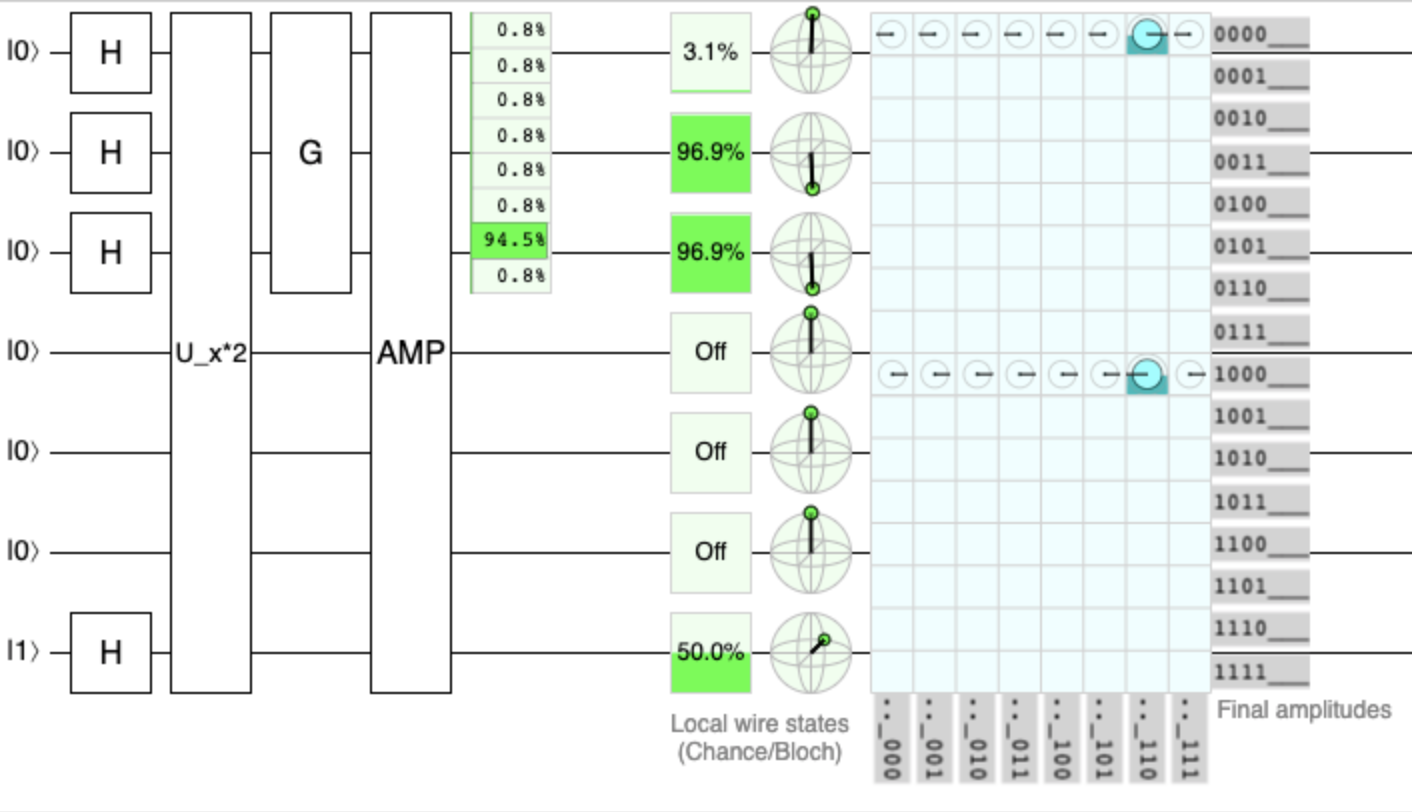 |0⟩ H 0.8% 3.1% 0000___
0.8% 0001___
0.8% 0010___
|0⟩ H G 0.8% 96.9% 0011___
0.8% 0100___
0.8% 0101___
|0⟩ H 94.5% 96.9% 0110___
0.8% 0111___
|0⟩ U_x*2 AMP Off 1000___
1001___
|0⟩ Off 1010___
1011___
|0⟩ Off 1100___
1101___
|1⟩ H 50.0% 1110___
1111___
Local wire states
(Chance/Bloch)
.._000
.._001
.._010
.._011
.._100
.._101
.._110
.._111
Final amplitudes